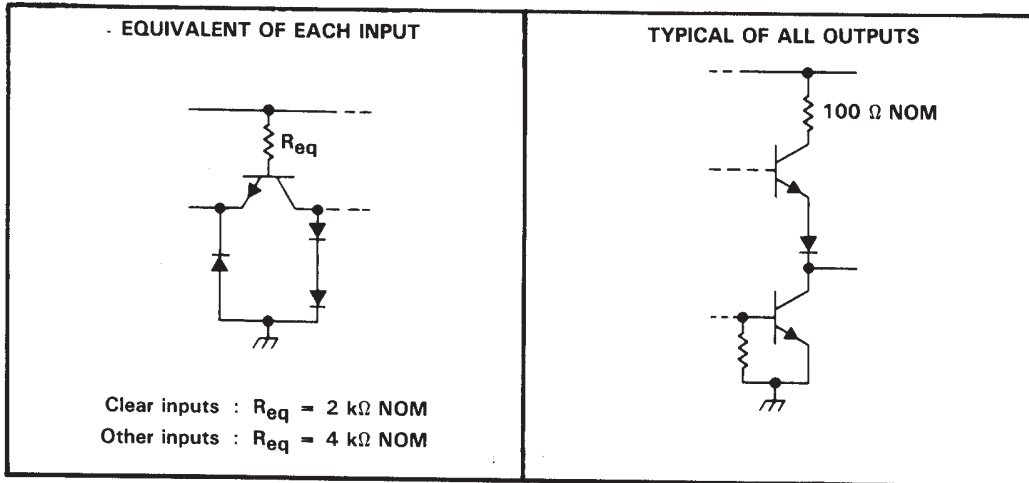 EQUIVALENT OF EACH INPUT
Req
Clear inputs : Req = 2 kΩ NOM
Other inputs : Req = 4 kΩ NOM
TYPICAL OF ALL OUTPUTS
100 Ω NOM